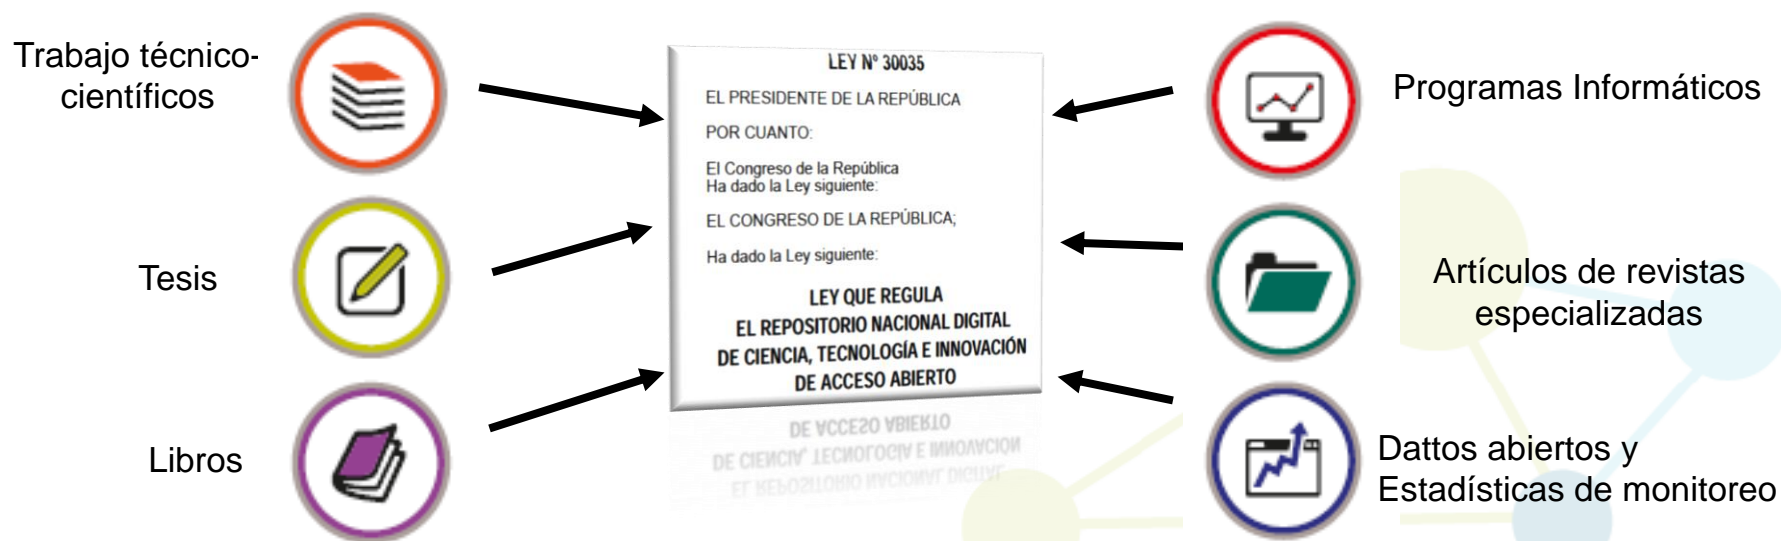 Trabajo técnico-
científicos
Tesis
Libros
LEY Nº 30035
EL PRESIDENTE DE LA REPÚBLICA
POR CUANTO:
El Congreso de la República
Ha dado la Ley siguiente:
EL CONGRESO DE LA REPÚBLICA;
Ha dado la Ley siguiente:
LEY QUE REGULA
EL REPOSITORIO NACIONAL DIGITAL
DE CIENCIA, TECNOLOGÍA E INNOVACIÓN
DE ACCESO ABIERTO
Programas Informáticos
Artículos de revistas
especializadas
Dattos abiertos y
Estadísticas de monitoreo